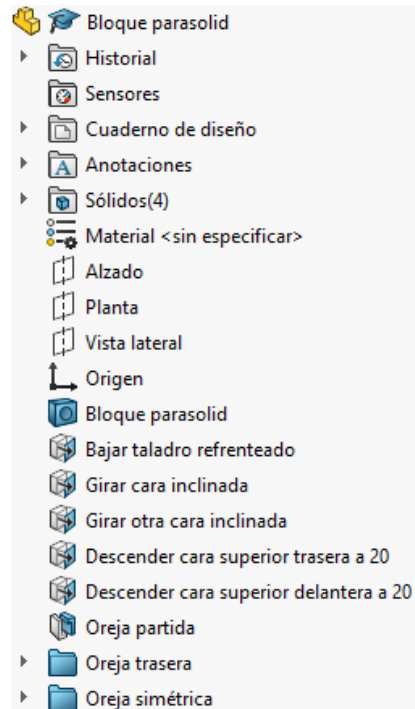 Bloque parasolid
Historial
Sensores
Cuaderno de diseño
Anotaciones
Sólidos(4)
Material <sin especificar>
Alzado
Planta
Vista lateral
Origen
Bloque parasolid
Bajar taladro refrenteado
Girar cara inclinada
Girar otra cara inclinada
Descender cara superior trasera a 20
Descender cara superior delantera a 20
Oreja partida
Oreja trasera
Oreja simétrica